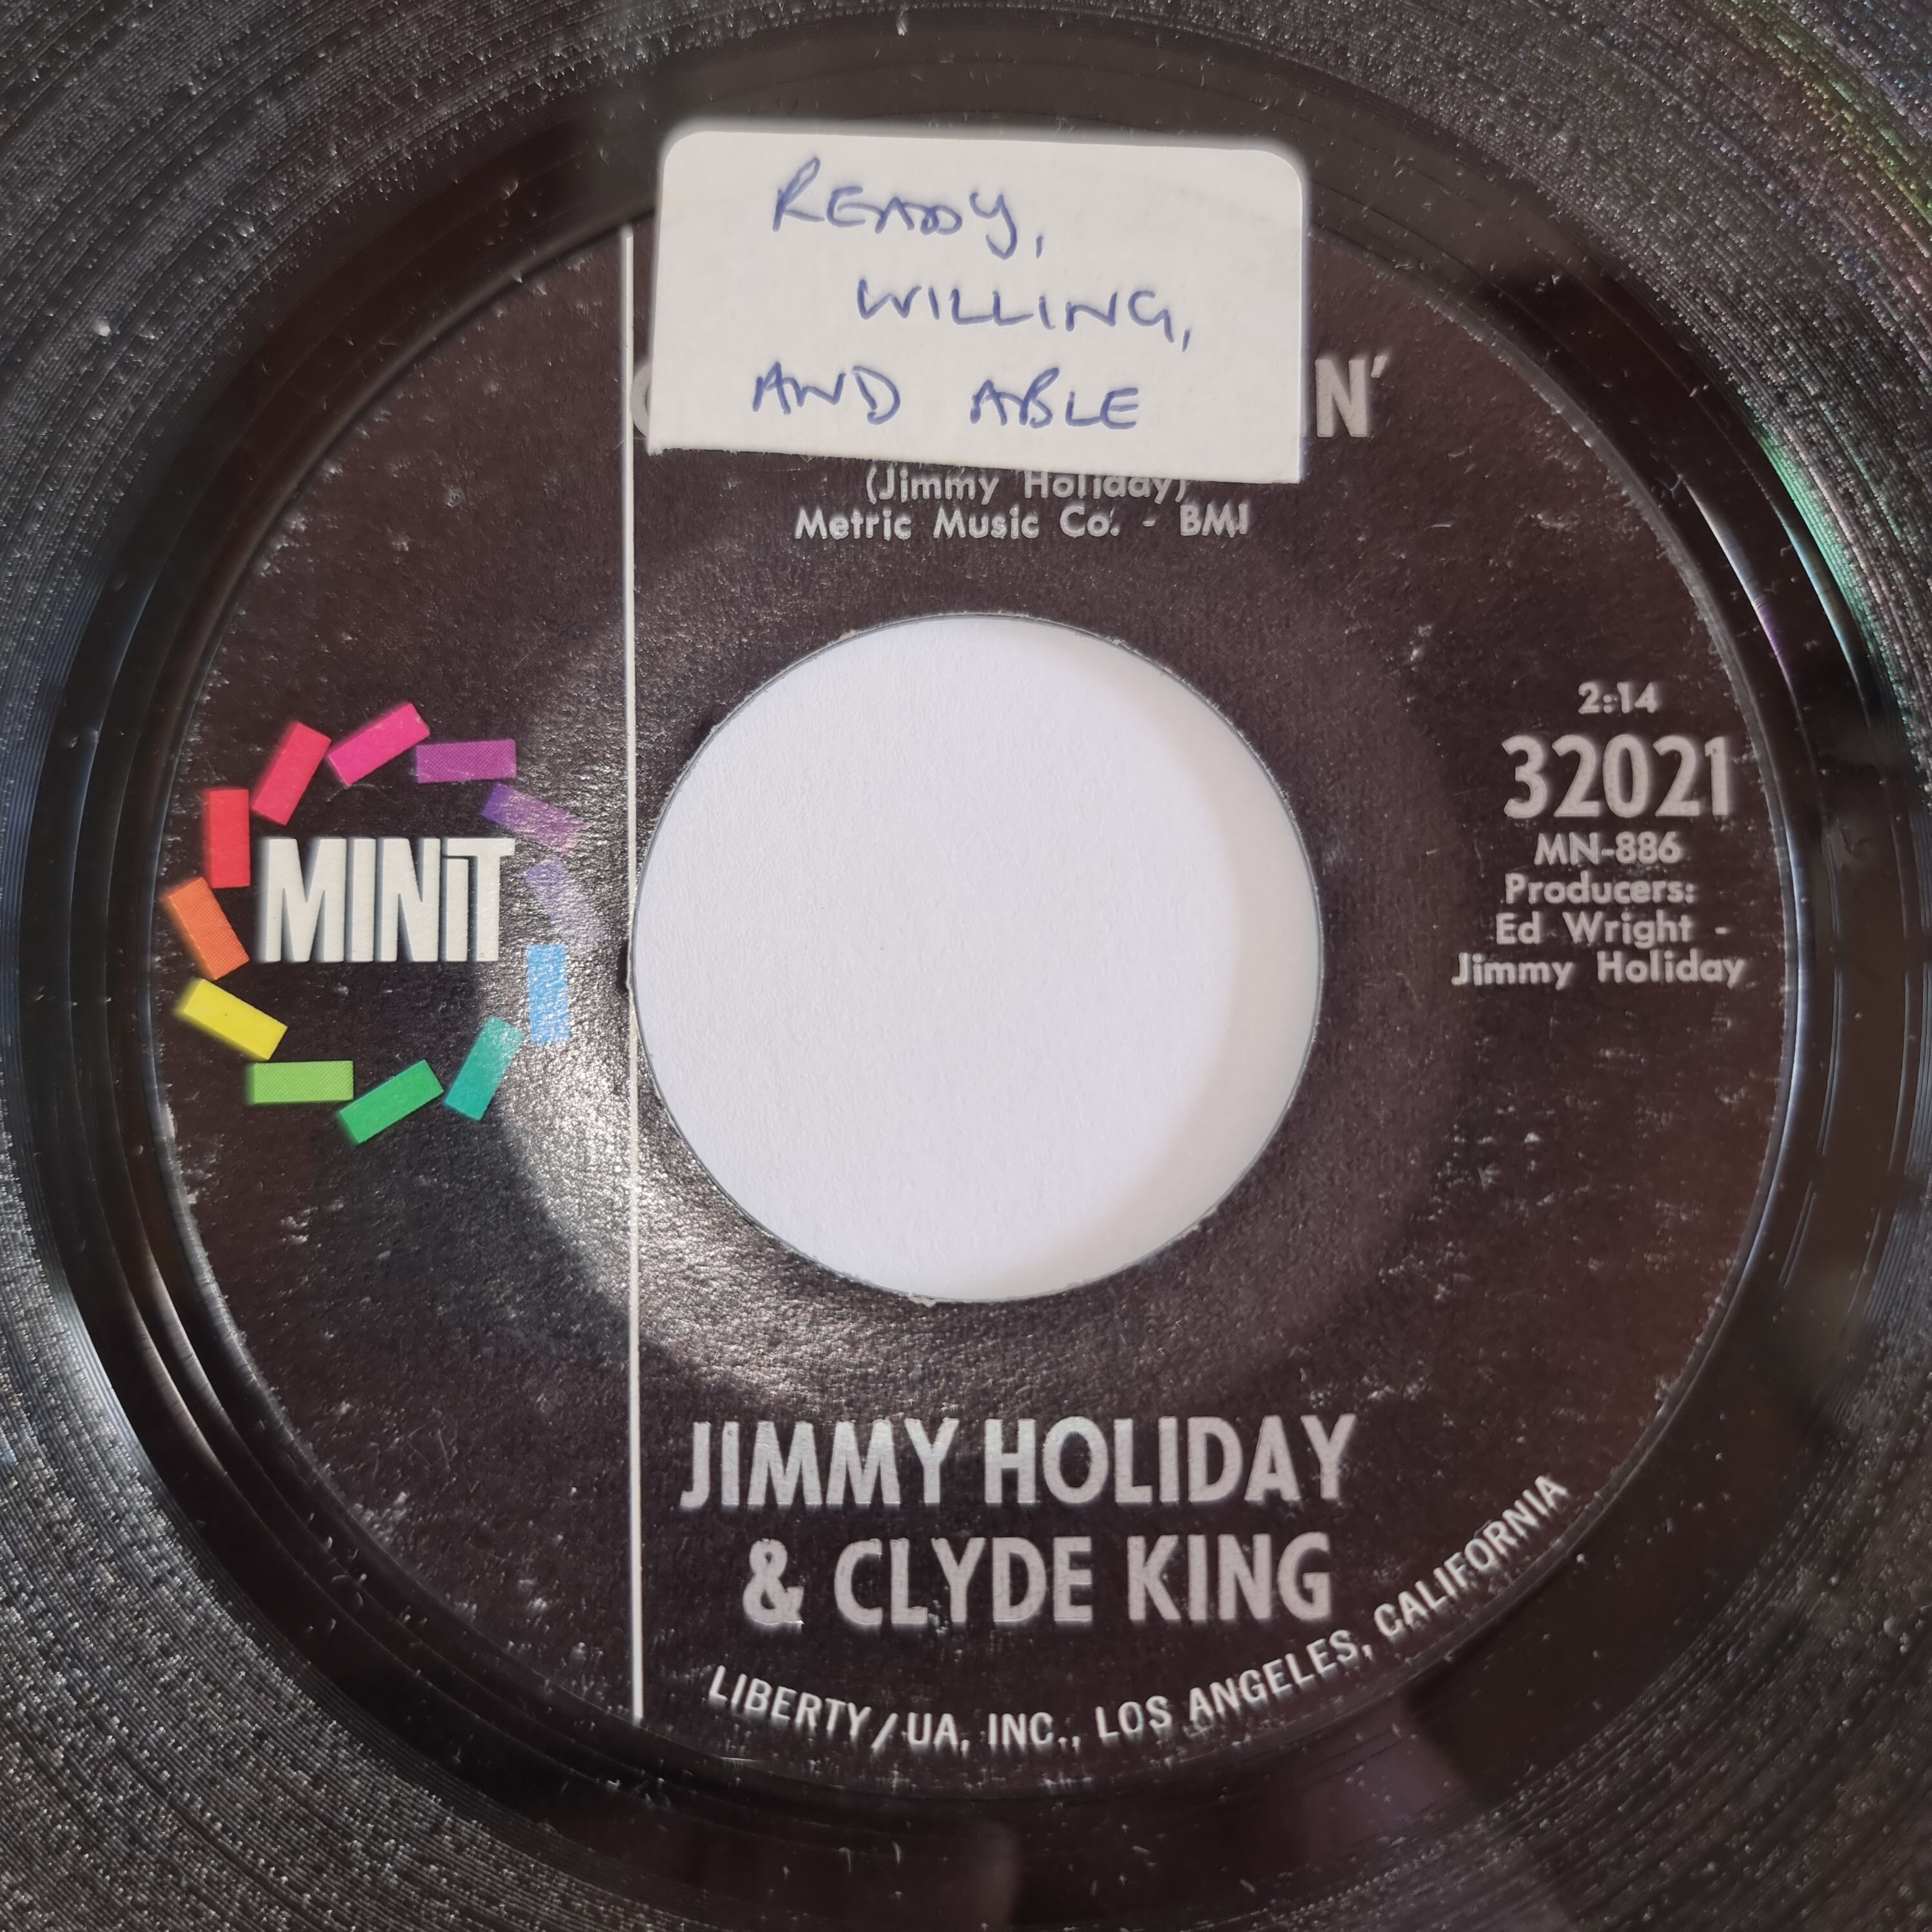 READY,
WILLING,
AND ABLE
N'
(Jimmy Holiday)
Metric Music Co. - BMI
MINIT
2:14
32021
MN-886
Producers:
Ed Wright -
Jimmy Holiday
JIMMY HOLIDAY
& CLYDE KING
LIBERTY/UA, INC., LOS ANGELES, CALIFORNIA